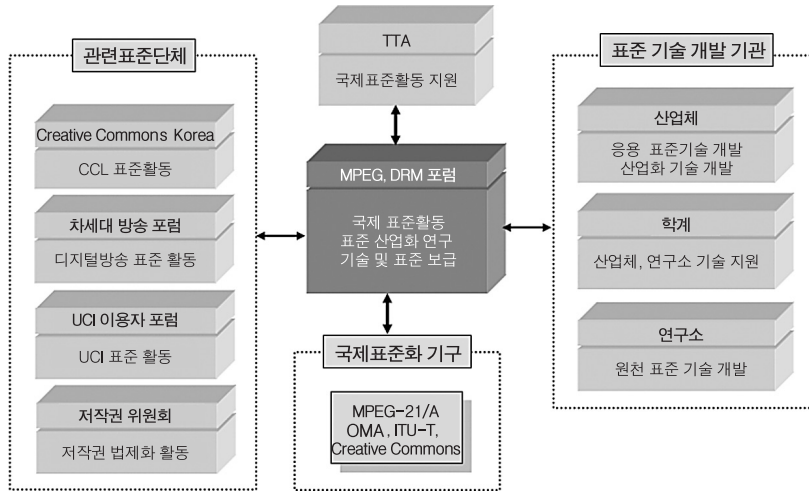 관련표준단체
Creative Commons Korea
CCL 표준활동
차세대 방송 포럼
디지털방송 표준 활동
UCI 이용자 포럼
UCI 표준 활동
저작권 위원회
저작권 법제화 활동
TTA
국제표준활동 지원
MPEG, DRM 포럼
국제 표준활동
표준 산업화 연구
기술 및 표준 보급
국제표준화 기구
MPEG-21/A
OMA, ITU-T,
Creative Commons
표준 기술 개발 기관
산업체
응용 표준기술 개발
산업화 기술 개발
학계
산업체, 연구소 기술 지원
연구소
원천 표준 기술 개발